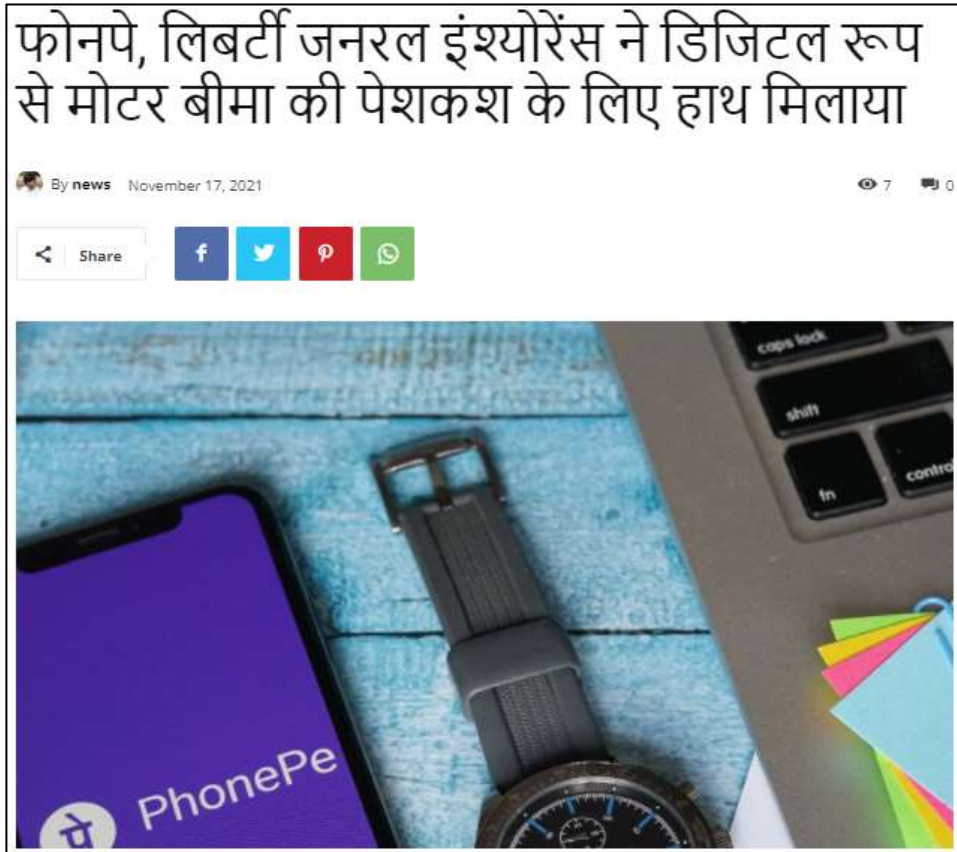 फोनपे, लिबर्टी जनरल इंश्योरेंस ने डिजिटल रूप
से मोटर बीमा की पेशकश के लिए हाथ मिलाया
By news November 17, 2021 7 0
Share
caps lock
shift
fn
control
PhonePe
पे